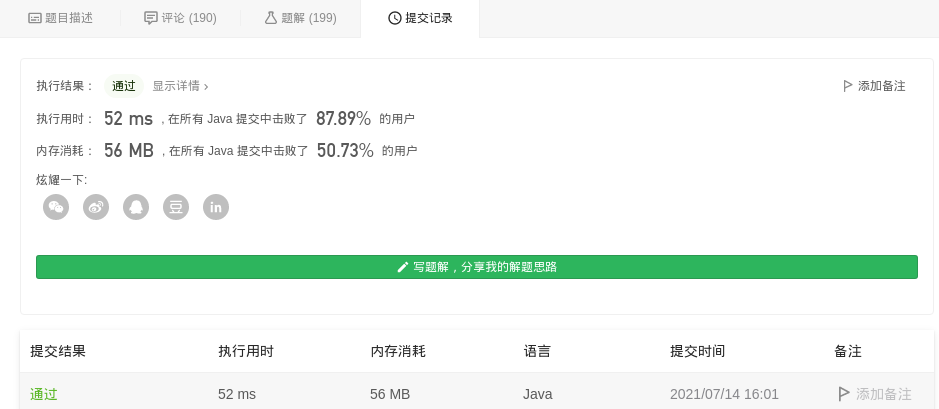 题目描述 评论 (190) 题解 (199) 提交记录
执行结果： 通过 显示详情 › 添加备注
执行用时： 52 ms , 在所有 Java 提交中击败了 87.89% 的用户
内存消耗： 56 MB , 在所有 Java 提交中击败了 50.73% 的用户
炫耀一下:
写题解，分享我的解题思路
提交结果 执行用时 内存消耗 语言 提交时间 备注
通过 52 ms 56 MB Java 2021/07/14 16:01 添加备注